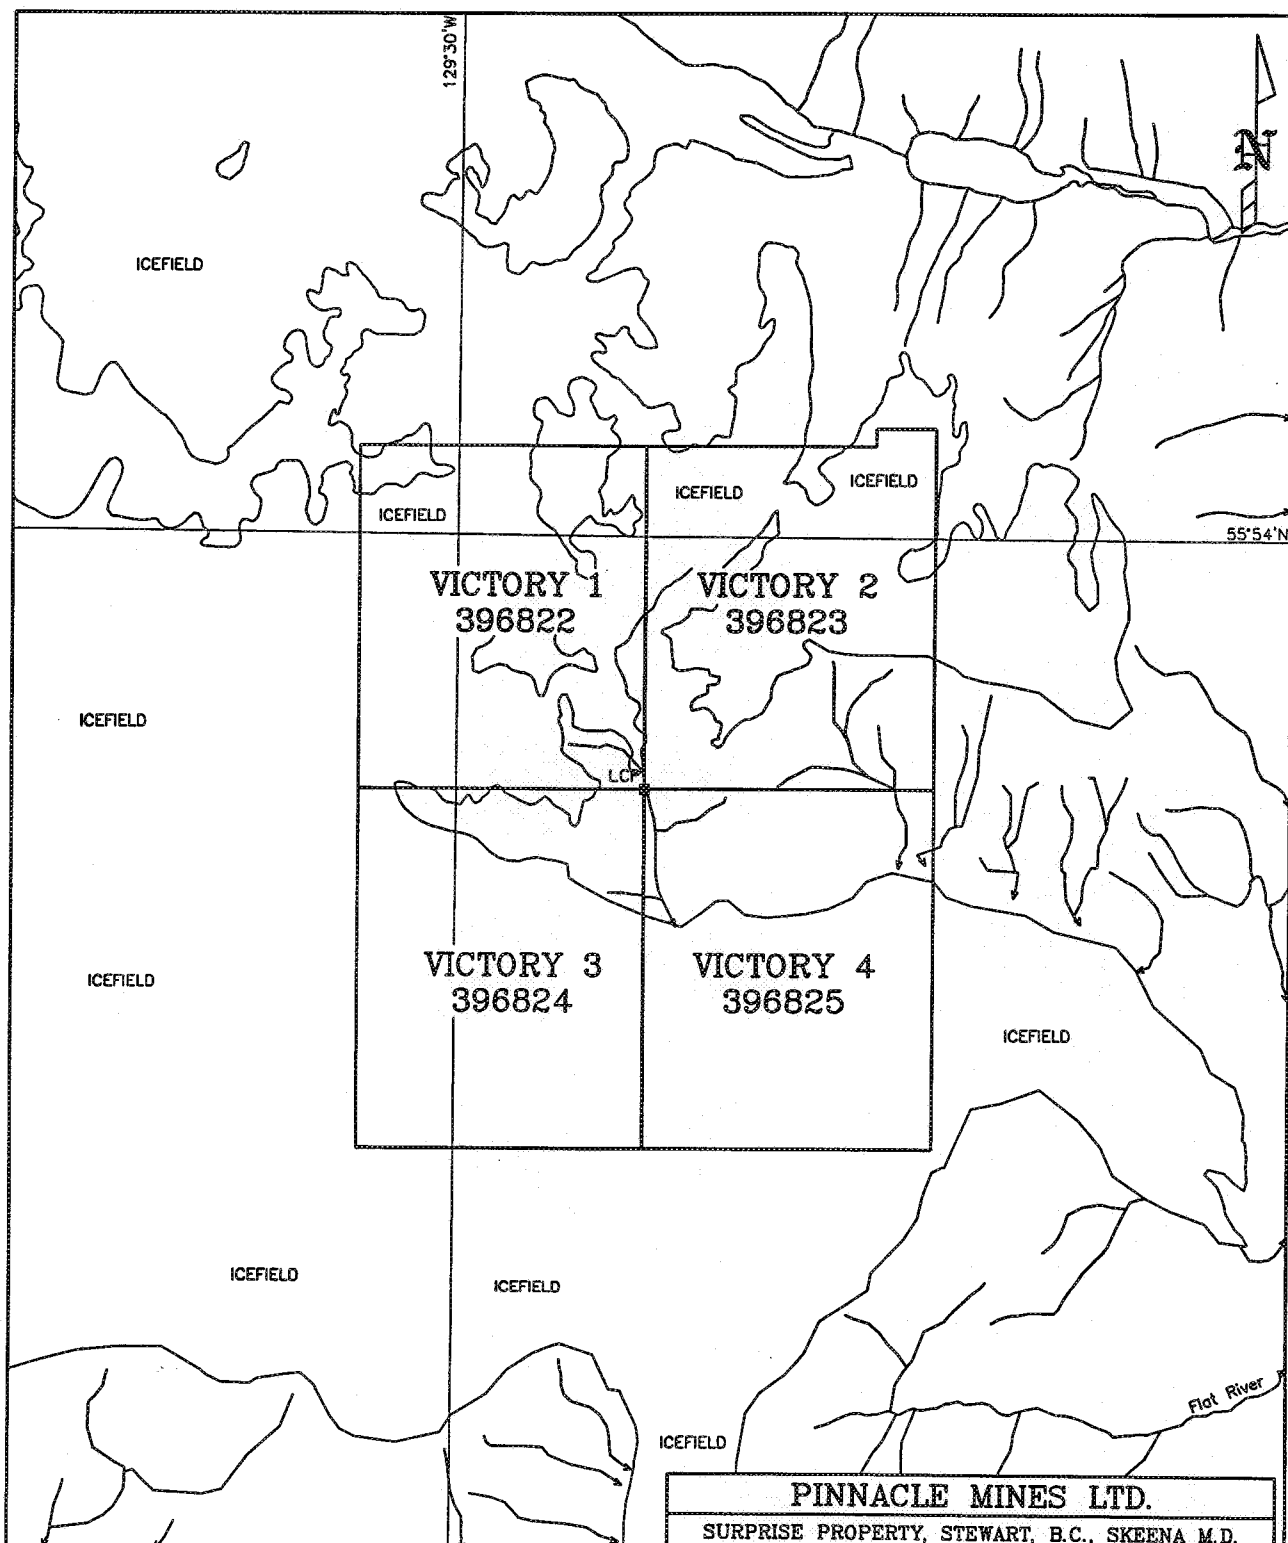 129°30'W
N
ICEFIELD
ICEFIELD
ICEFIELD
ICEFIELD
55°54'N
VICTORY 1
396822
VICTORY 2
396823
ICEFIELD
LCP
VICTORY 3
396824
VICTORY 4
396825
ICEFIELD
ICEFIELD
ICEFIELD
ICEFIELD
Flat River
ICEFIELD
PINNACLE MINES LTD.
SURPRISE PROPERTY, STEWART, B.C., SKEENA M.D.